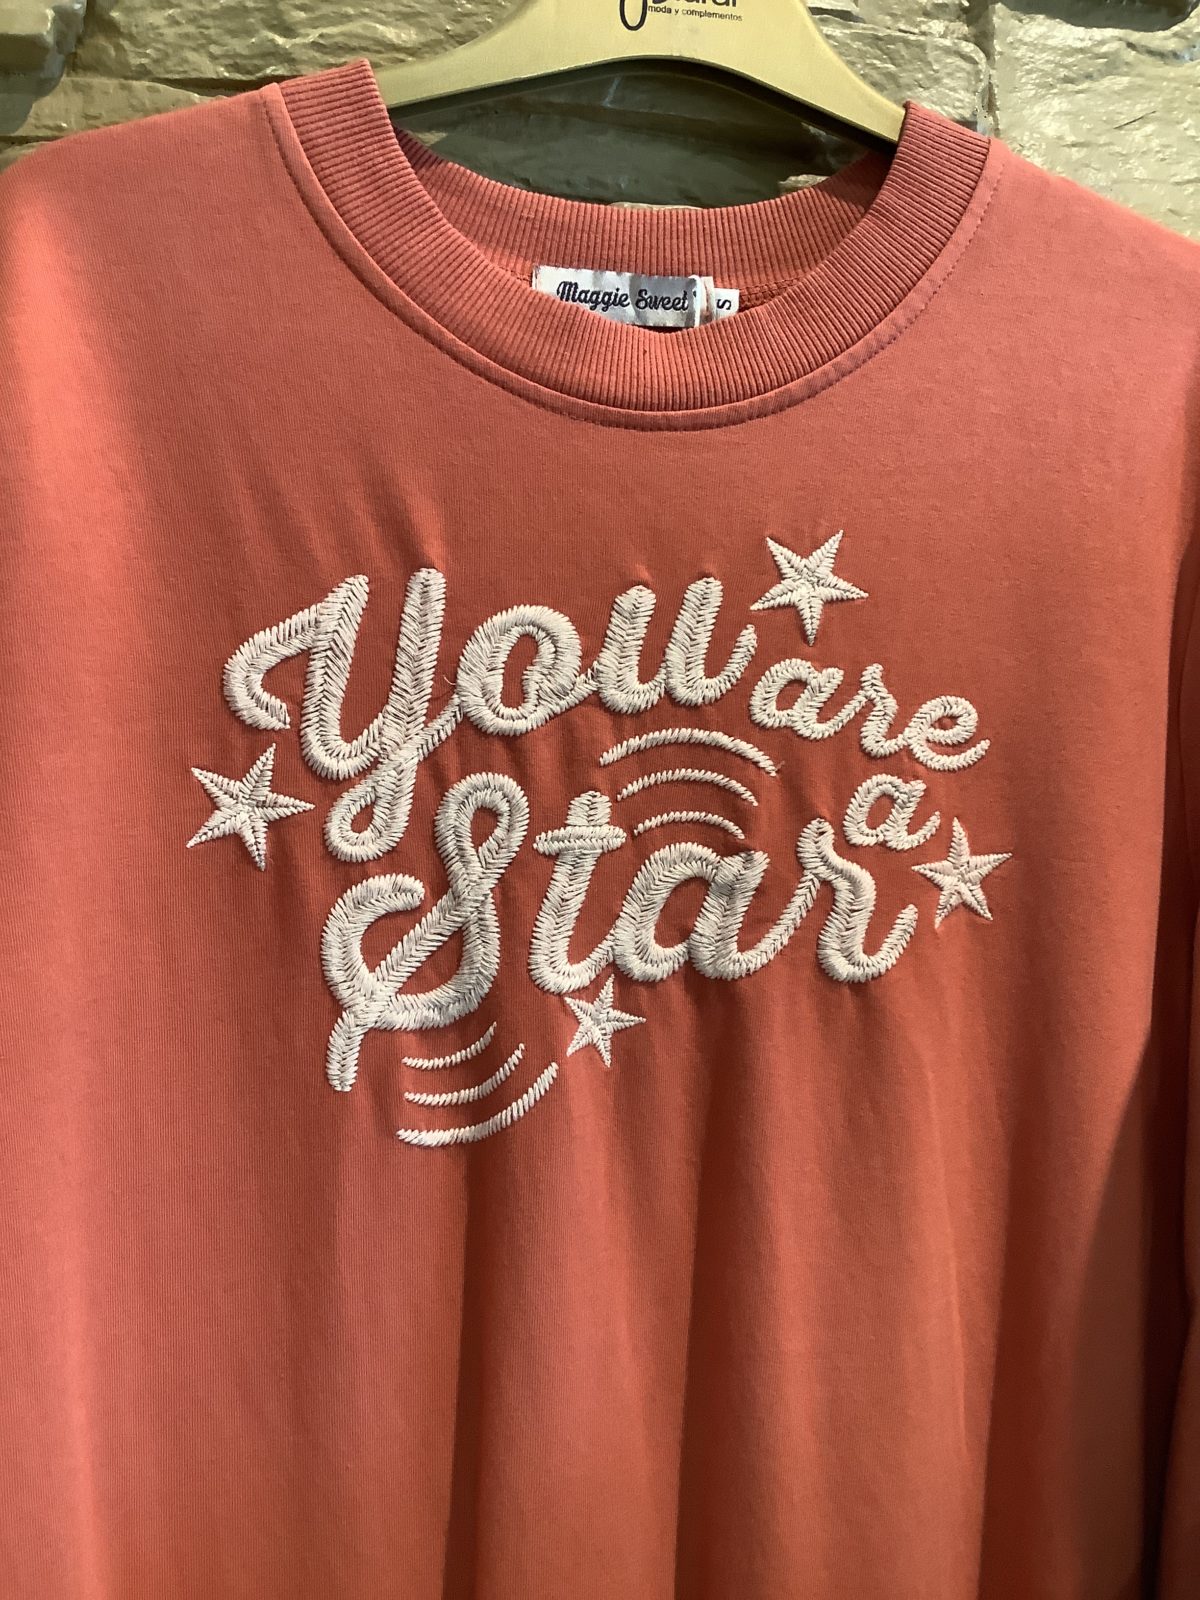 moda y complementos
Maggie Sweet
S
You are
a
Star